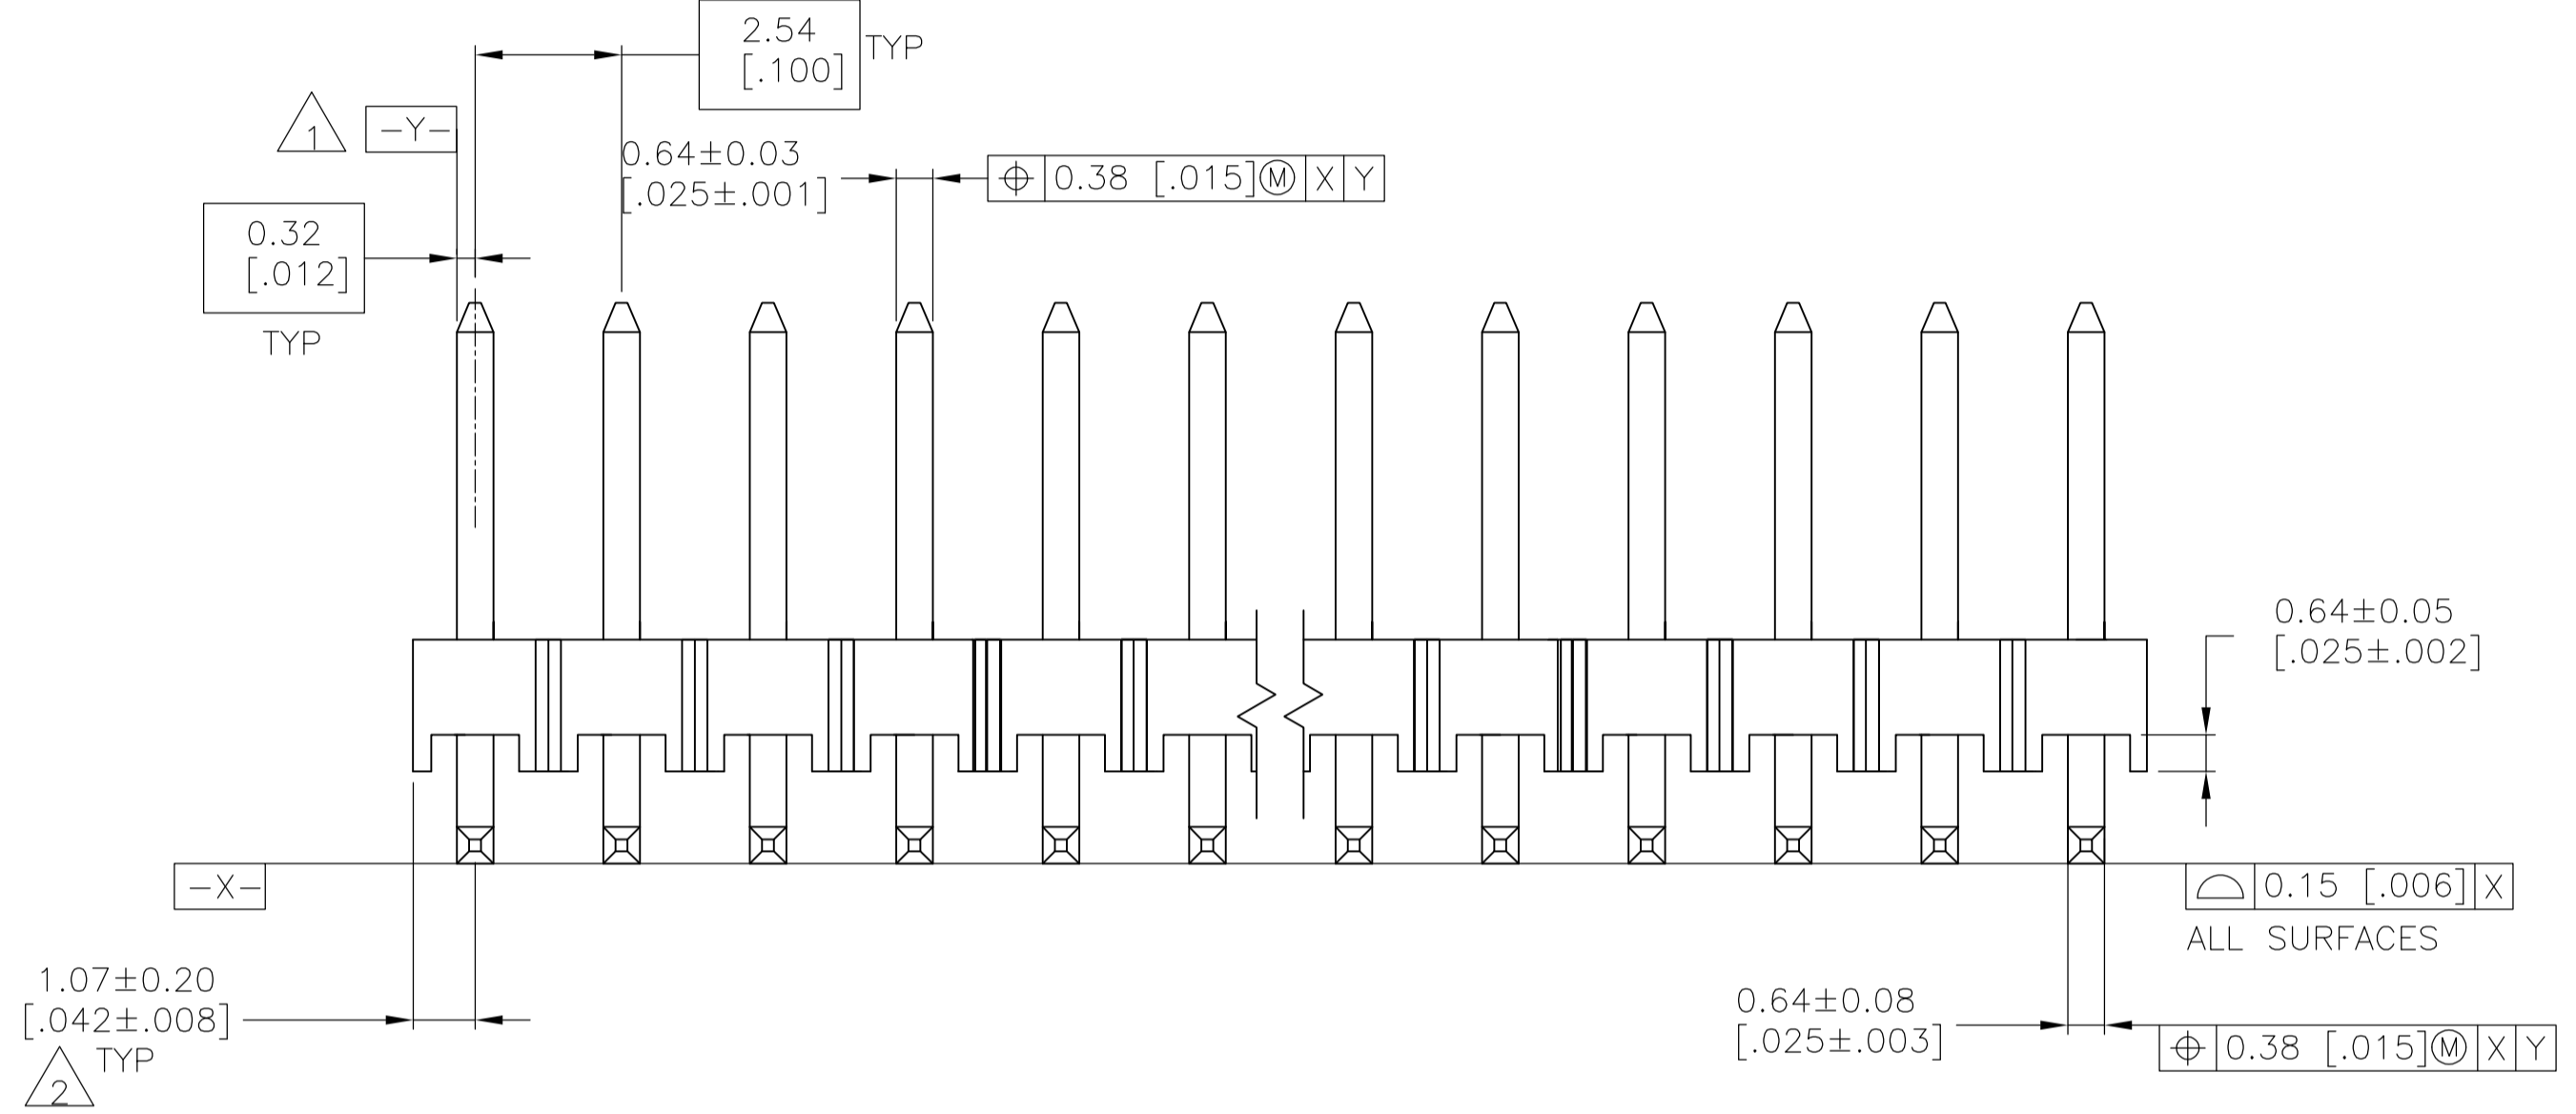 2.54
[.100]
TYP
1
-Y-
0.64±0.03
[.025±.001]
0.38 [.015]Ⓜ X Y
0.32
[.012]
TYP
0.64±0.05
[.025±.002]
-X-
0.15 [.006] X
ALL SURFACES
1.07±0.20
[.042±.008]
TYP
2
0.64±0.08
[.025±.003]
0.38 [.015]Ⓜ X Y